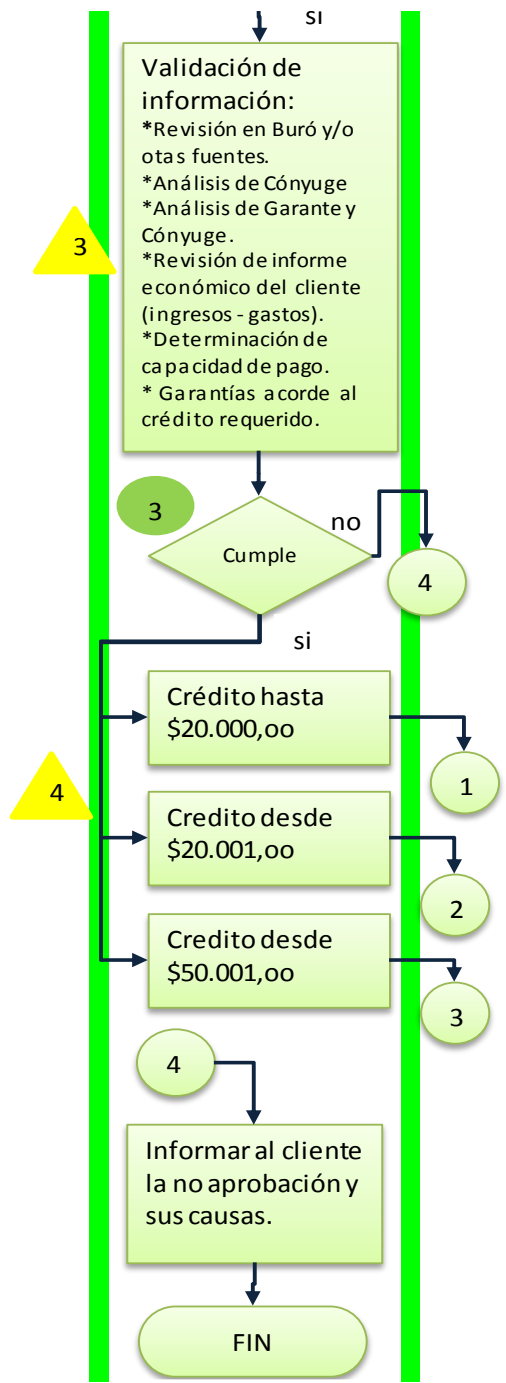 si
Validación de
información:
*Revisión en Buró y/o
otas fuentes.
*Análisis de Cónyuge
*Análisis de Garante y
Cónyuge.
3
*Revisión de informe
económico del cliente
(ingresos - gastos).
*Determinación de
capacidad de pago.
* Garantías acorde al
crédito requerido.
3
no
Cumple
4
si
Crédito hasta
$20.000,oo
1
4
Credito desde
$20.001,oo
2
Credito desde
$50.001,oo
3
4
Informar al cliente
la no aprobación y
sus causas.
FIN